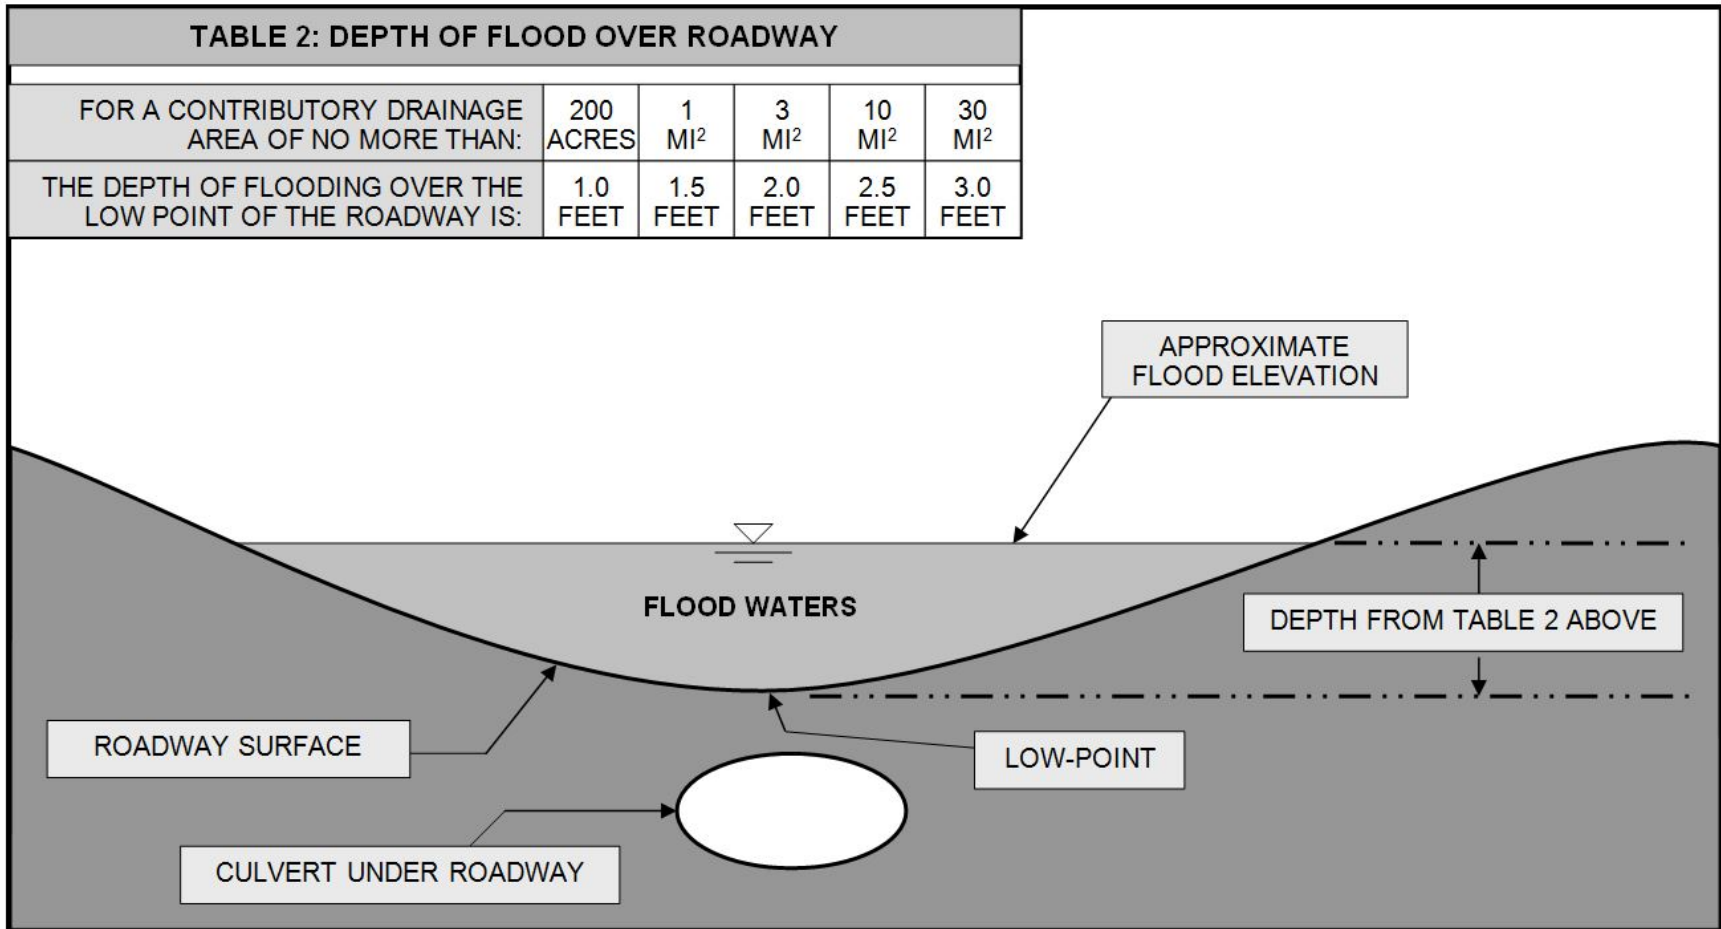 TABLE 2: DEPTH OF FLOOD OVER ROADWAY
FOR A CONTRIBUTORY DRAINAGE
AREA OF NO MORE THAN:
200
ACRES
1
MI²
3
MI²
10
MI²
30
MI²
THE DEPTH OF FLOODING OVER THE
LOW POINT OF THE ROADWAY IS:
1.0
FEET
1.5
FEET
2.0
FEET
2.5
FEET
3.0
FEET
APPROXIMATE
FLOOD ELEVATION
FLOOD WATERS
DEPTH FROM TABLE 2 ABOVE
ROADWAY SURFACE
LOW-POINT
CULVERT UNDER ROADWAY